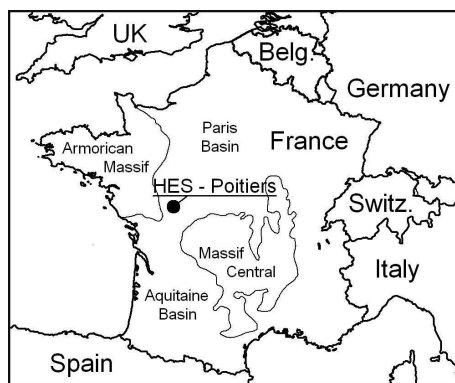 UK
Belg.
Germany
Paris
Basin
France
Armorican
Massif
HES - Poitiers
Switz.
Massif
Central
Italy
Aquitaine
Basin
Spain